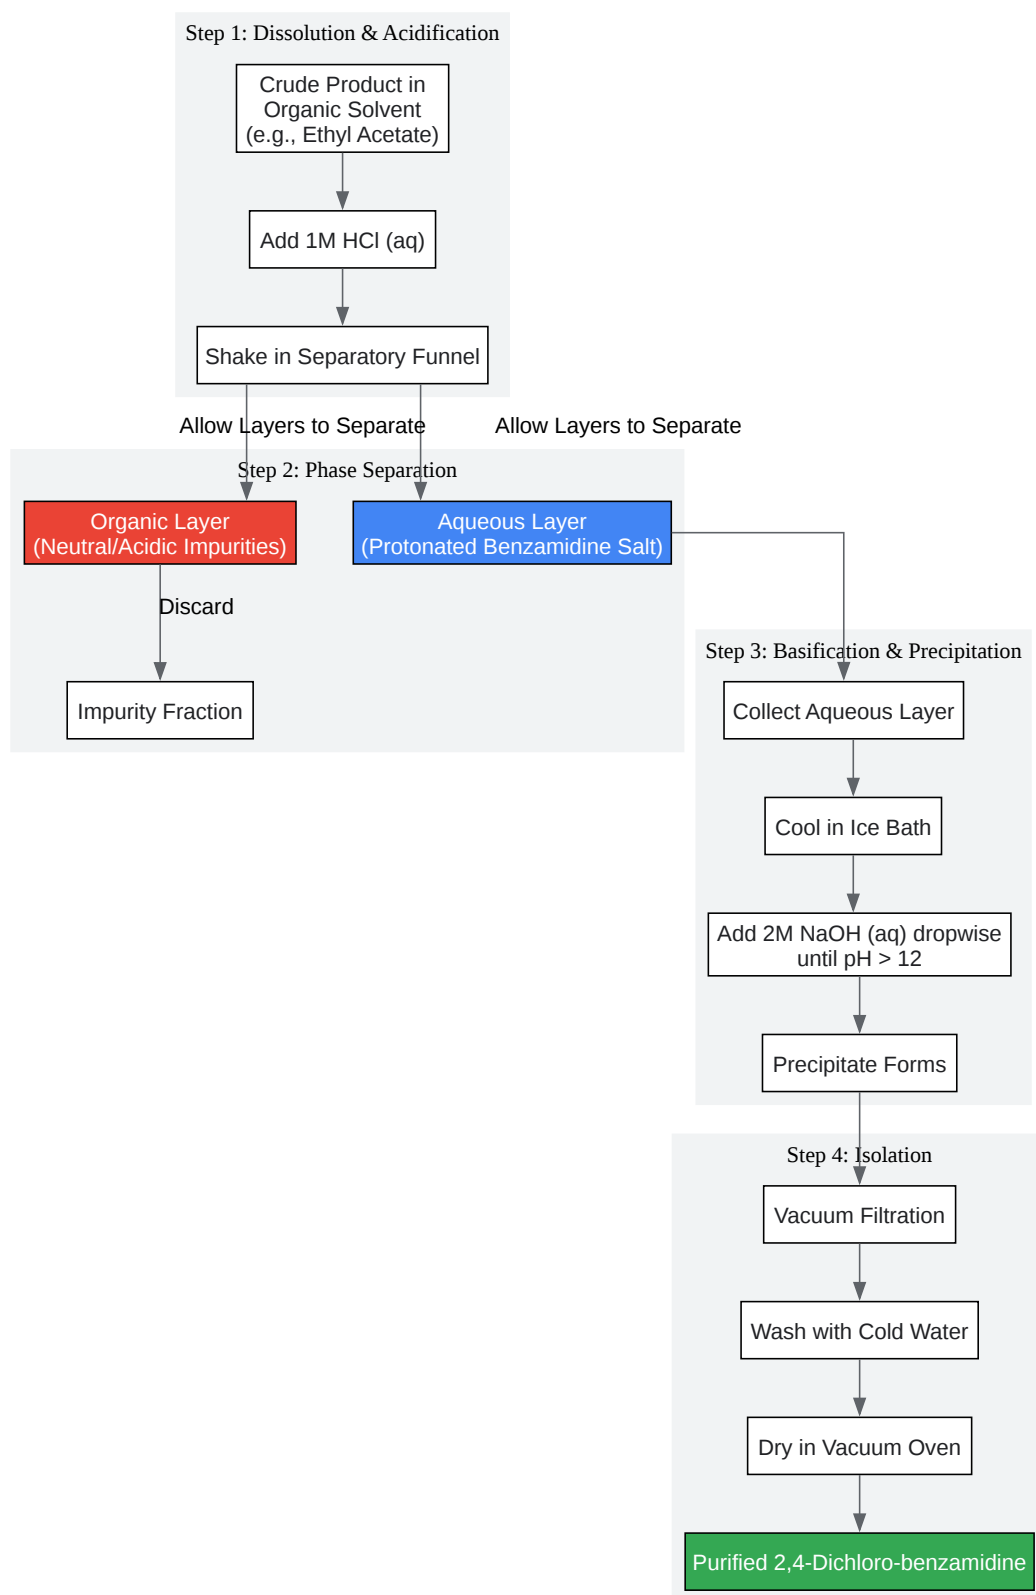 Step 1: Dissolution & Acidification
Crude Product in
Organic Solvent
(e.g., Ethyl Acetate)
Add 1M HCl (aq)
Shake in Separatory Funnel
Allow Layers to Separate
Allow Layers to Separate
Step 2: Phase Separation
Organic Layer
(Neutral/Acidic Impurities)
Aqueous Layer
(Protonated Benzamidine Salt)
Discard
Impurity Fraction
Step 3: Basification & Precipitation
Collect Aqueous Layer
Cool in Ice Bath
Add 2M NaOH (aq) dropwise
until pH > 12
Precipitate Forms
Step 4: Isolation
Vacuum Filtration
Wash with Cold Water
Dry in Vacuum Oven
Purified 2,4-Dichloro-benzamidine